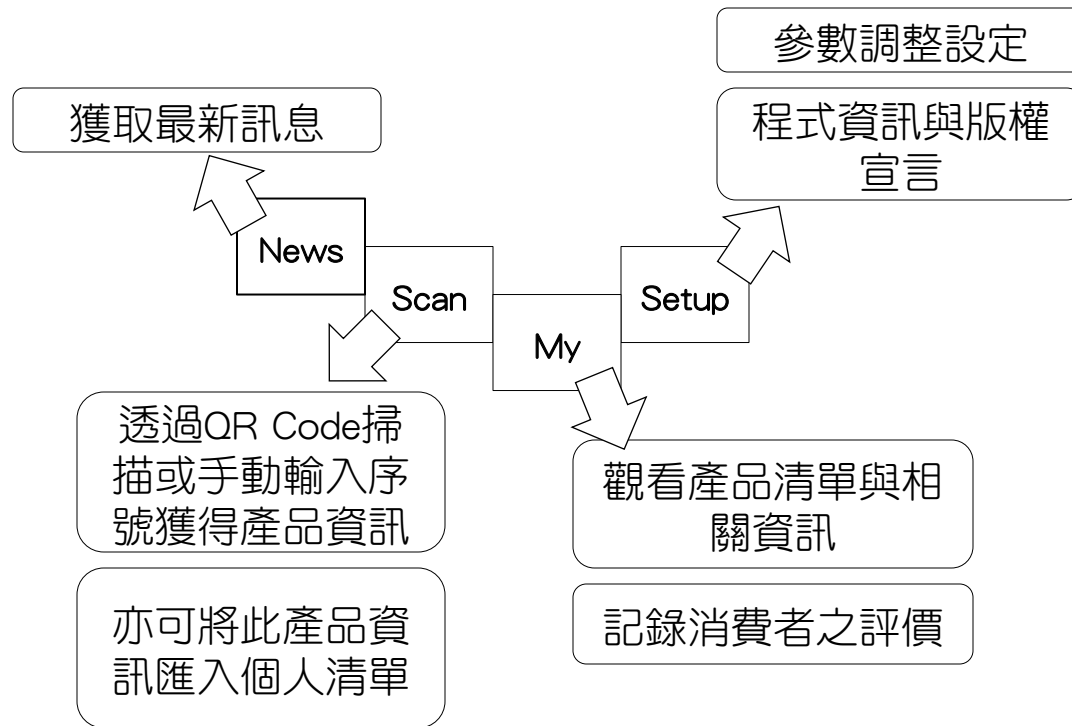 參數調整設定
獲取最新訊息
程式資訊與版權
宣言
News
Scan
Setup
My
透過QR Code掃
描或手動輸入序
號獲得產品資訊
觀看產品清單與相
關資訊
亦可將此產品資
訊匯入個人清單
記錄消費者之評價